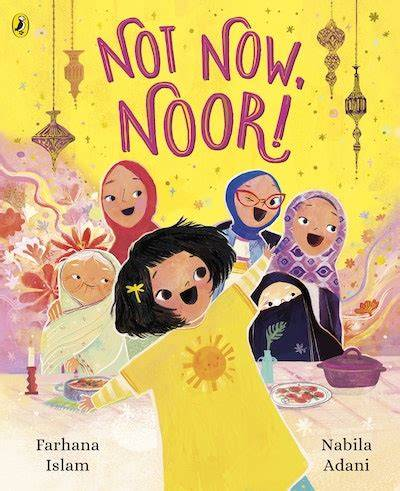 NOT NOW,
NOOR!
Farhana
Islam
Nabila
Adani